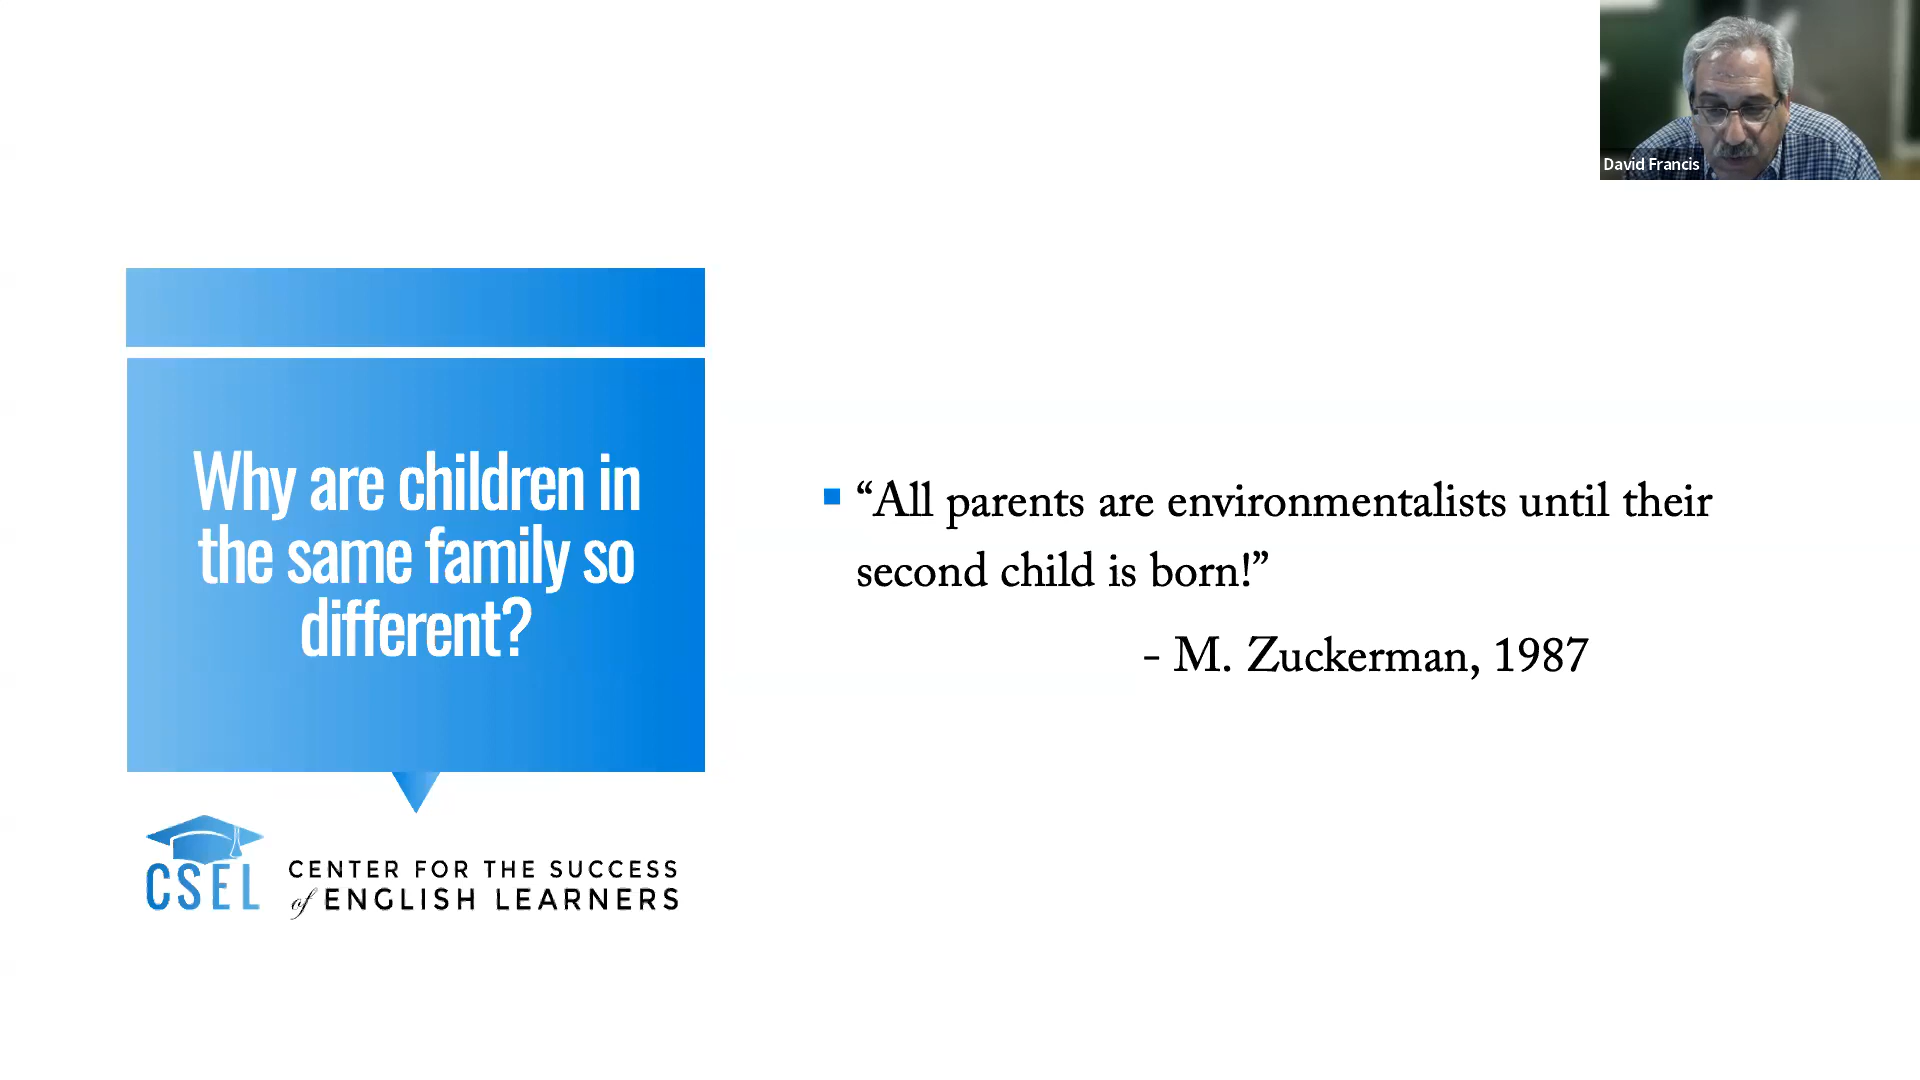 David Francis
Why are children in
the same family so
different?
“All parents are environmentalists until their
second child is born!”
- M. Zuckerman, 1987
CSEL
CENTER FOR THE SUCCESS
of ENGLISH LEARNERS